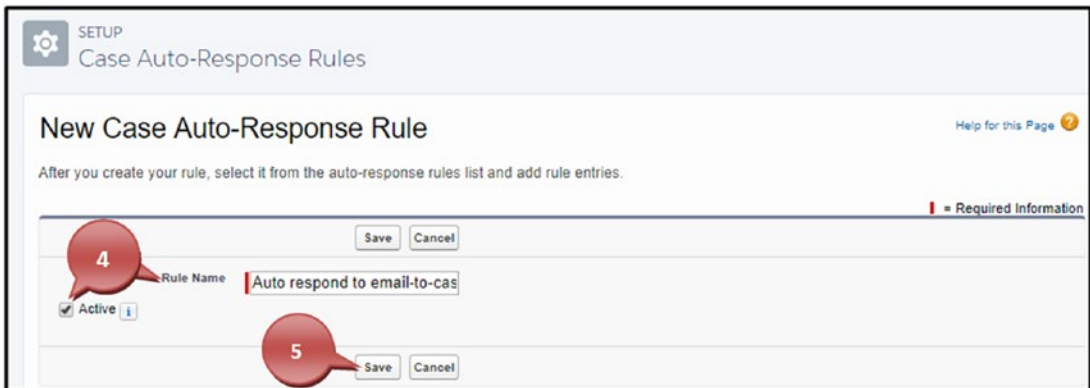 SETUP
Case Auto-Response Rules
New Case Auto-Response Rule
Help for this Page ?
After you create your rule, select it from the auto-response rules list and add rule entries.
= Required Information
Save Cancel
4
Rule Name Auto respond to email-to-cas
Active i
5
Save Cancel